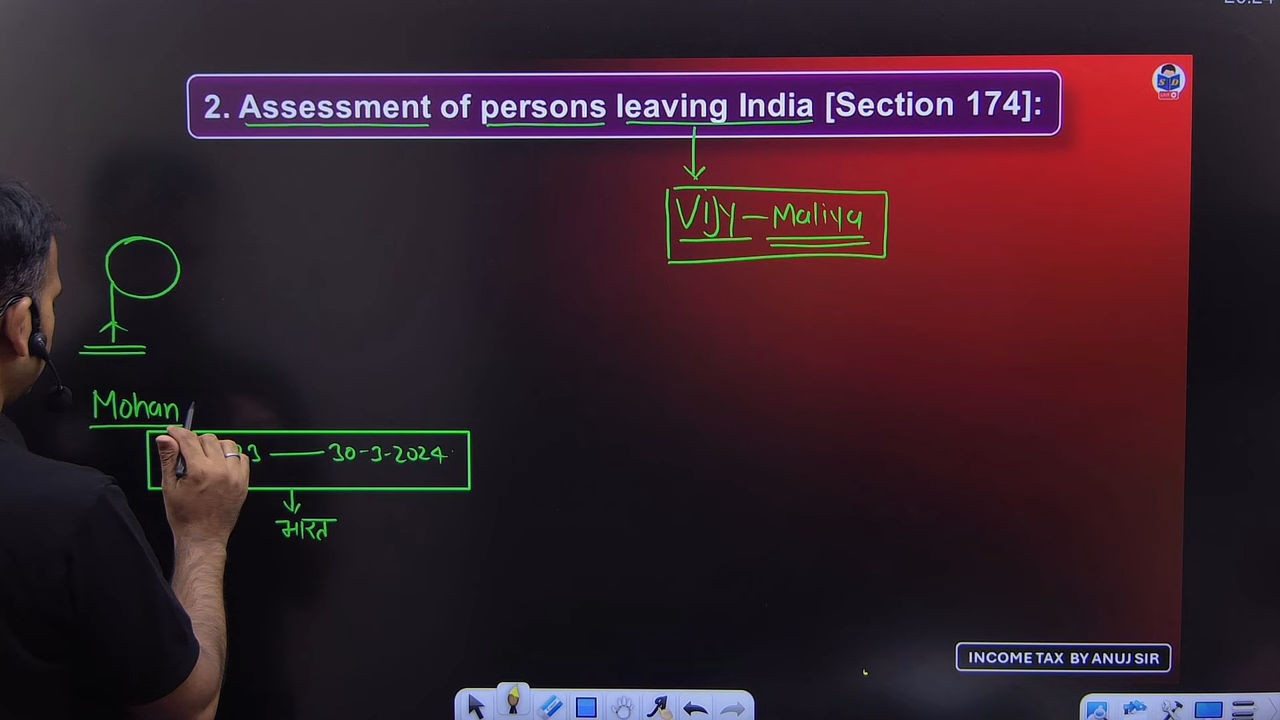 2. Assessment of persons leaving India [Section 174]:
VIJY - Maliya
Mohan
30-3-2024
भारत
INCOME TAX BY ANUJ SIR